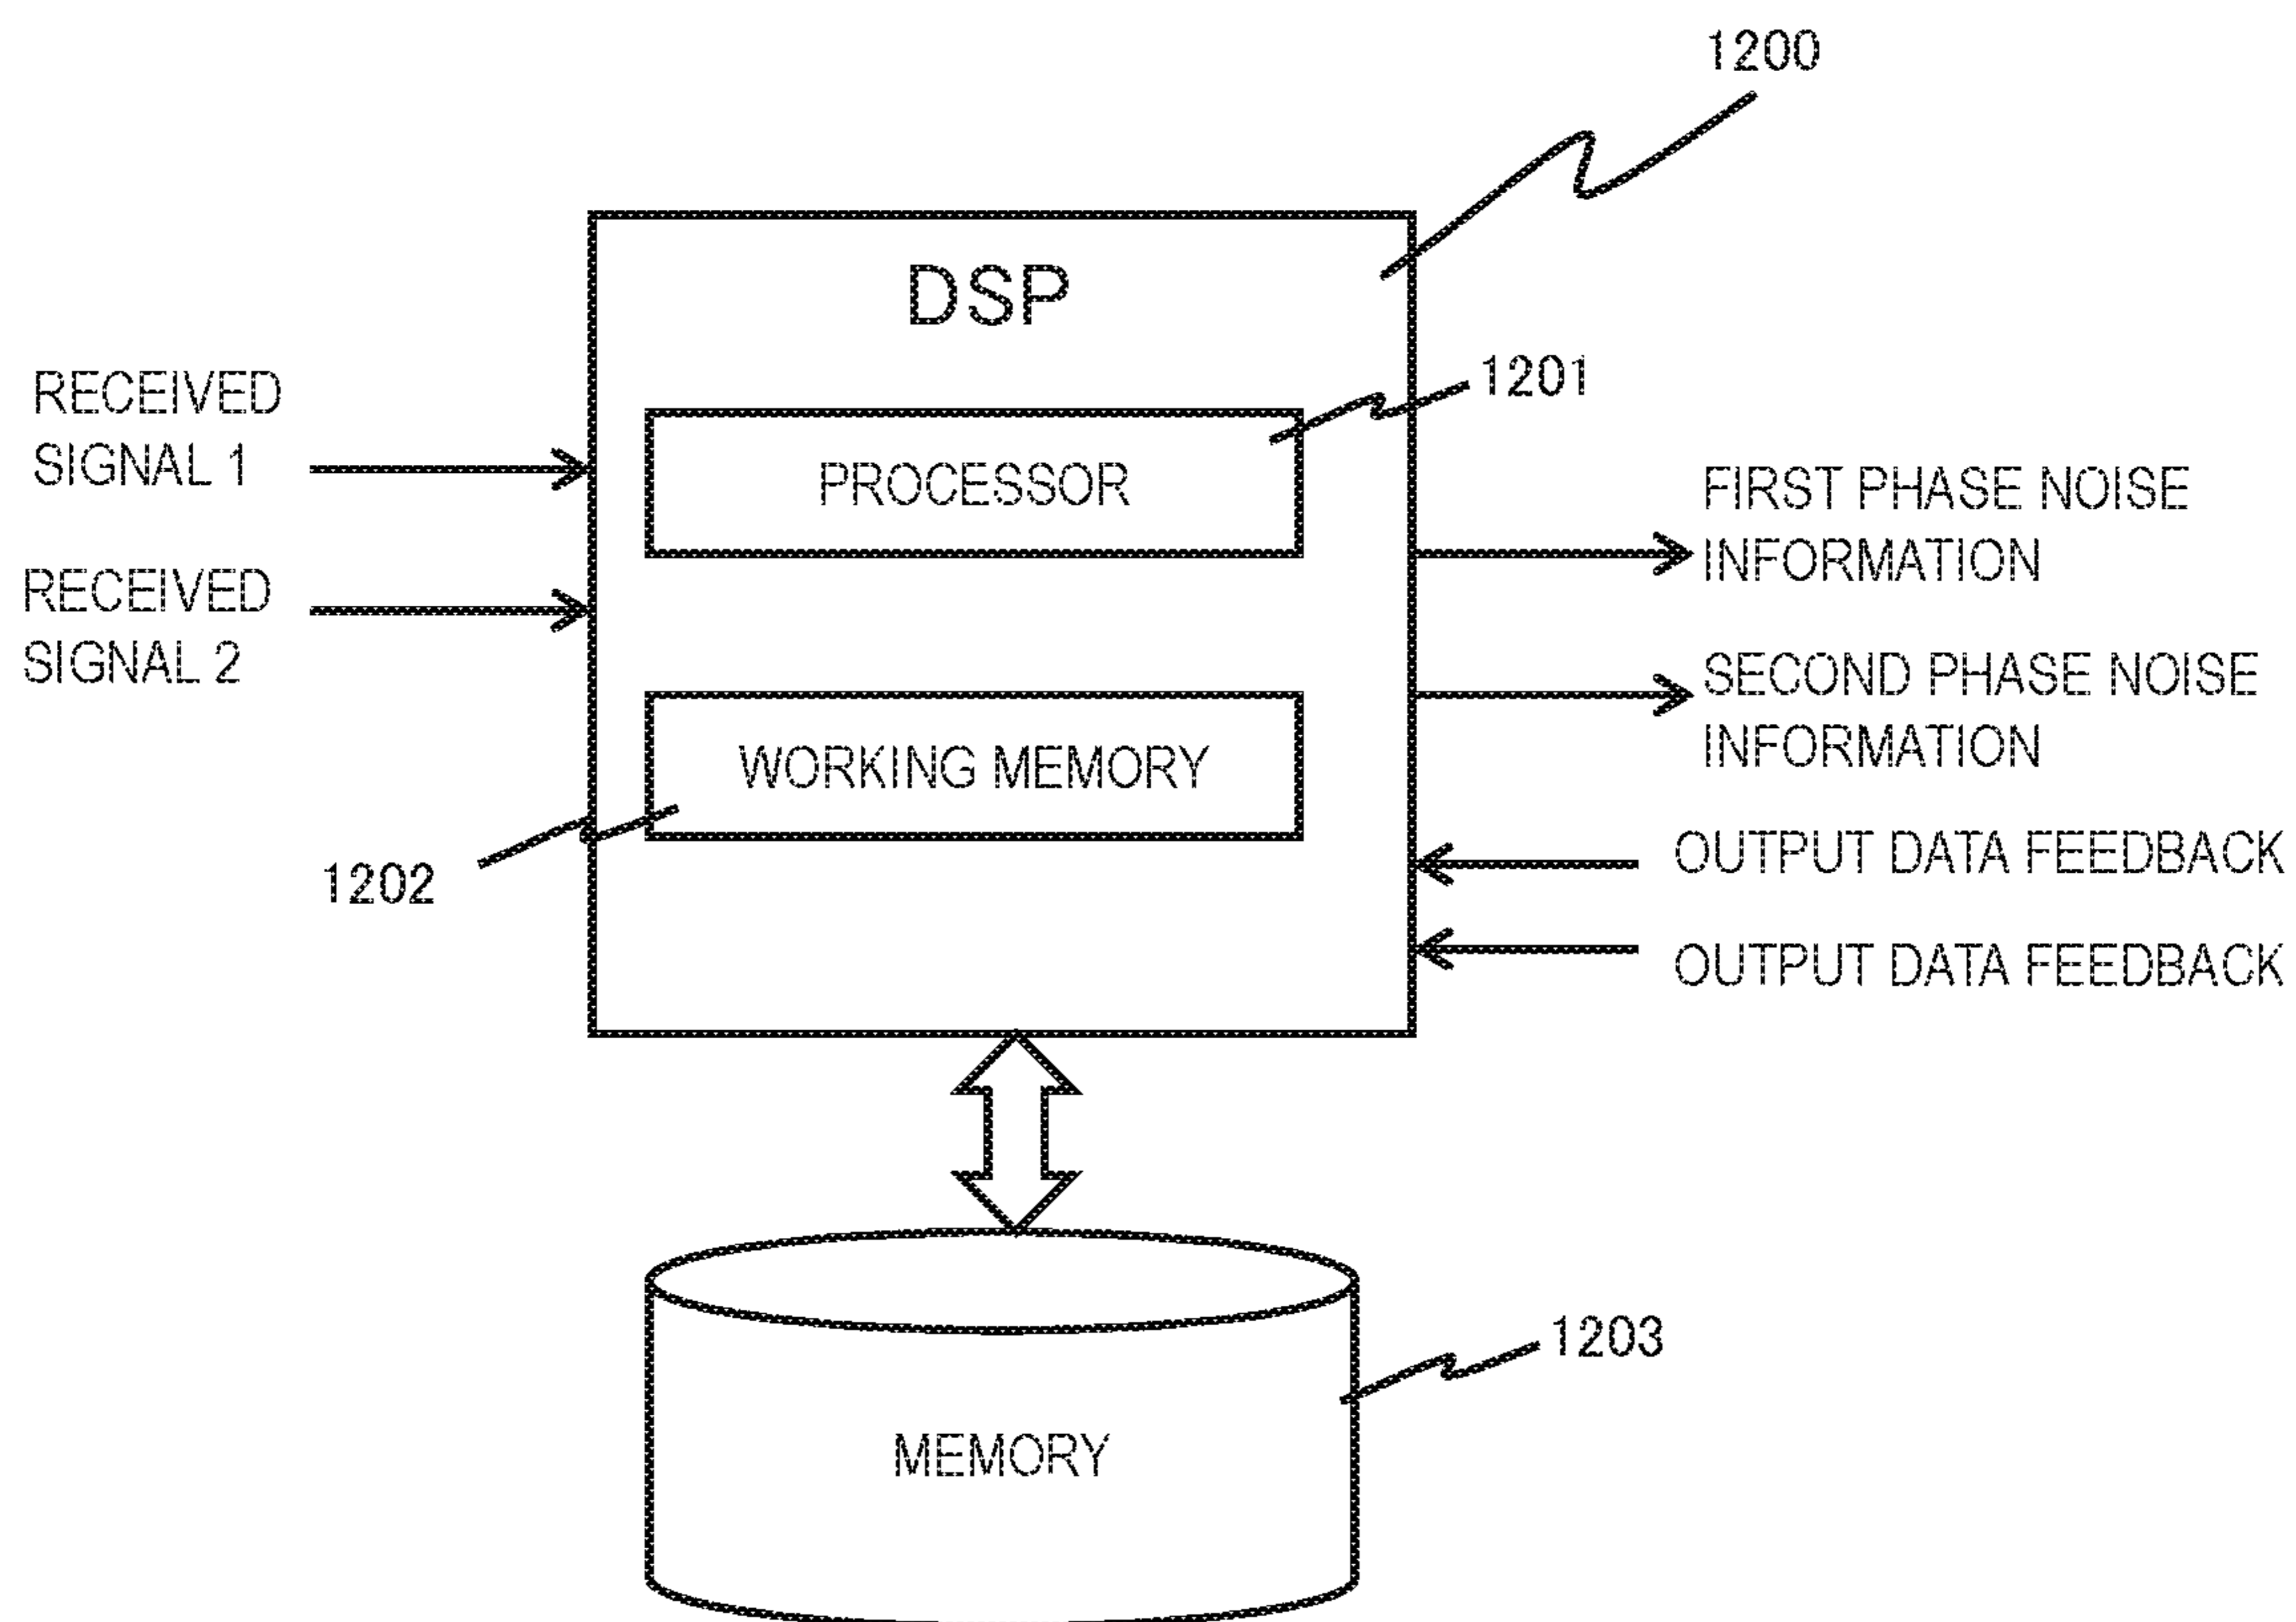 1200
DSP
1201
RECEIVED
SIGNAL 1
PROCESSOR
FIRST PHASE NOISE
INFORMATION
RECEIVED
SIGNAL 2
SECOND PHASE NOISE
INFORMATION
WORKING MEMORY
1202
OUTPUT DATA FEEDBACK
OUTPUT DATA FEEDBACK
1203
MEMORY